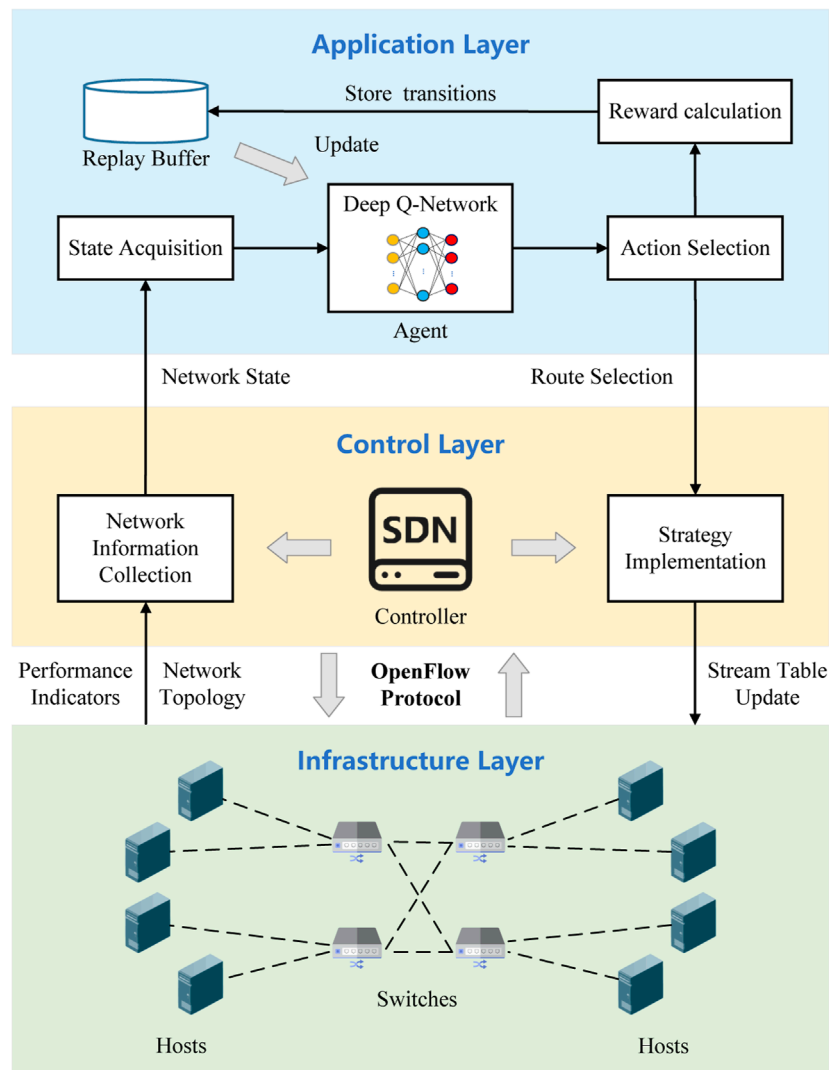 Application Layer
Store transitions
Reward calculation
Replay Buffer
Update
Deep Q-Network
State Acquisition
Action Selection
Agent
Network State
Route Selection
Control Layer
Network
Information
Collection
SDN
Strategy
Implementation
Controller
Performance
Indicators
Network
Topology
OpenFlow
Protocol
Stream Table
Update
Infrastructure Layer
Switches
Hosts
Hosts